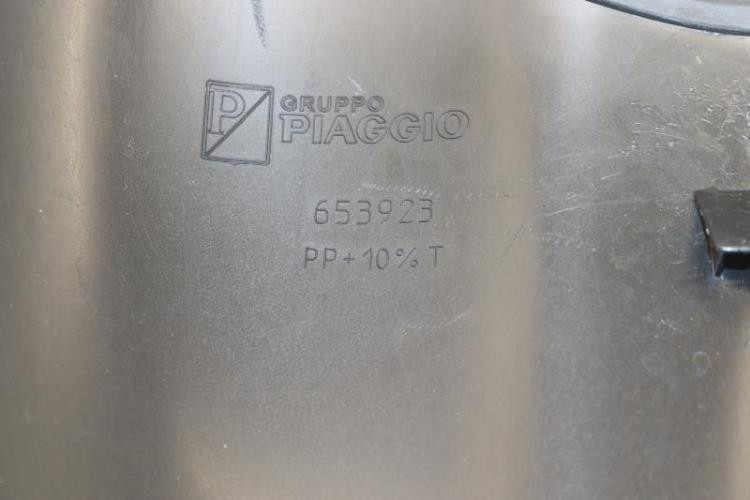 P
GRUPPO
PIAGGIO
653923
PP+10% T